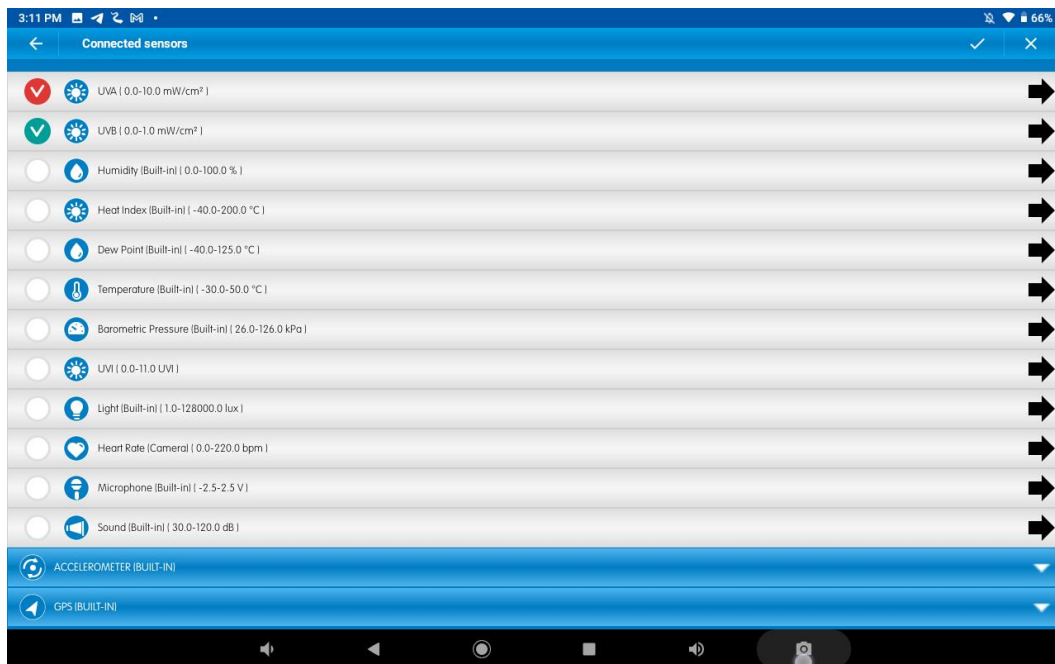 3:11 PM 66%
Connected sensors
UVA ( 0.0-10.0 mW/cm² )
UVB ( 0.0-1.0 mW/cm² )
Humidity (Built-in) ( 0.0-100.0 % )
Heat Index (Built-in) ( -40.0-200.0 °C )
Dew Point (Built-in) ( -40.0-125.0 °C )
Temperature (Built-in) ( -30.0-50.0 °C )
Barometric Pressure (Built-in) ( 26.0-126.0 kPa )
UVI ( 0.0-11.0 UVI )
Light (Built-in) ( 1.0-128000.0 lux )
Heart Rate (Camera) ( 0.0-220.0 bpm )
Microphone (Built-in) ( -2.5-2.5 V )
Sound (Built-in) ( 30.0-120.0 dB )
ACCELEROMETER (BUILT-IN)
GPS (BUILT-IN)